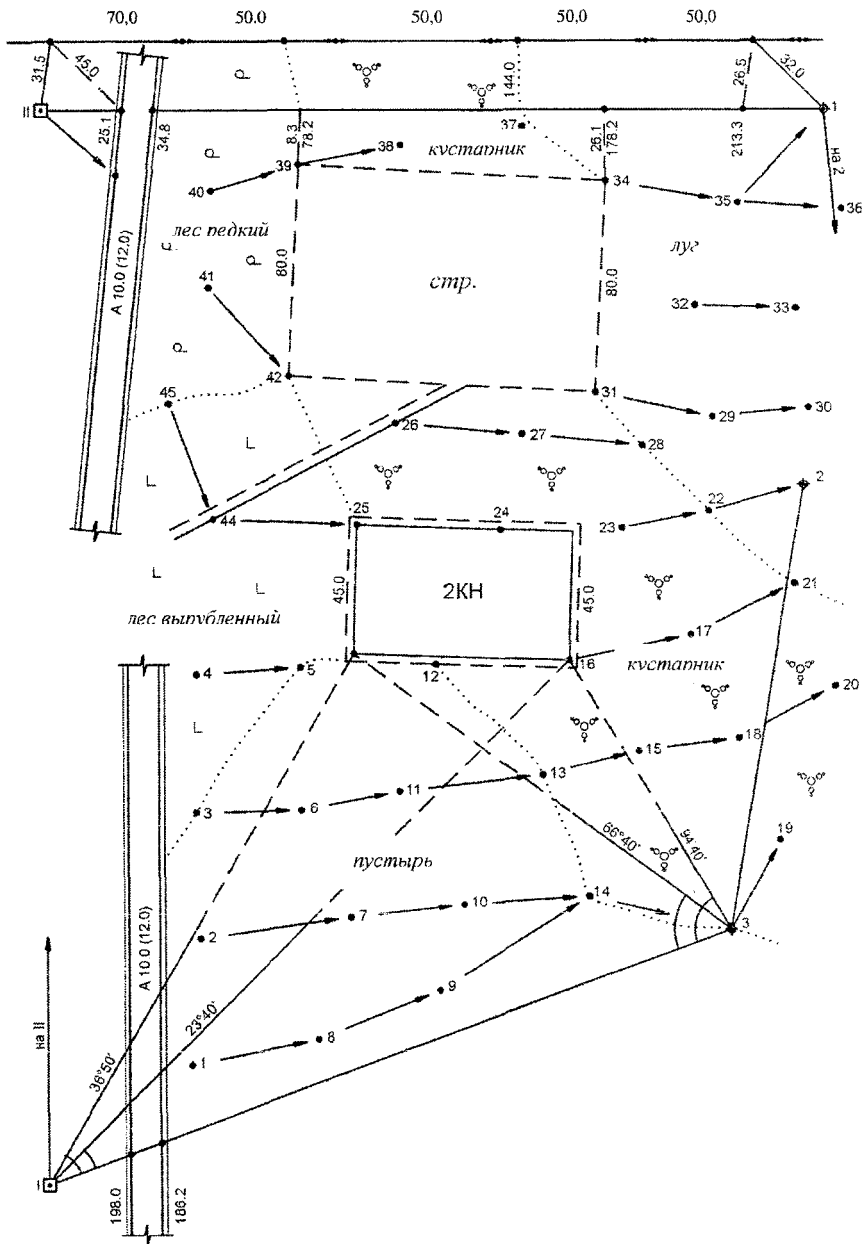 70,0 50,0 50,0 50,0 50,0
31.5 45.0 144.0 26.5 32.0
II 1
25.1 34.8 8.3 78.2 37 26.1 178.2 213.3 на 2
39 38 кустарник 34
40 35 36
лес редкий луг
А 10.0 (12.0)
41 80.0 стр. 80.0 32 33
42 31
45 26 27 28 29 30
25 24 22 2
44 23
45.0 2КН 45.0 21
лес вырубленный 17
4 5 12 16 кустарник 20
11 13 15 18
3 6 66°40' 94°40' 19
пустырь
А 10.0 (12.0) 10 14
2 7 3
9
на II 36°50' 23°40' 8
1
I
198.0 186.2